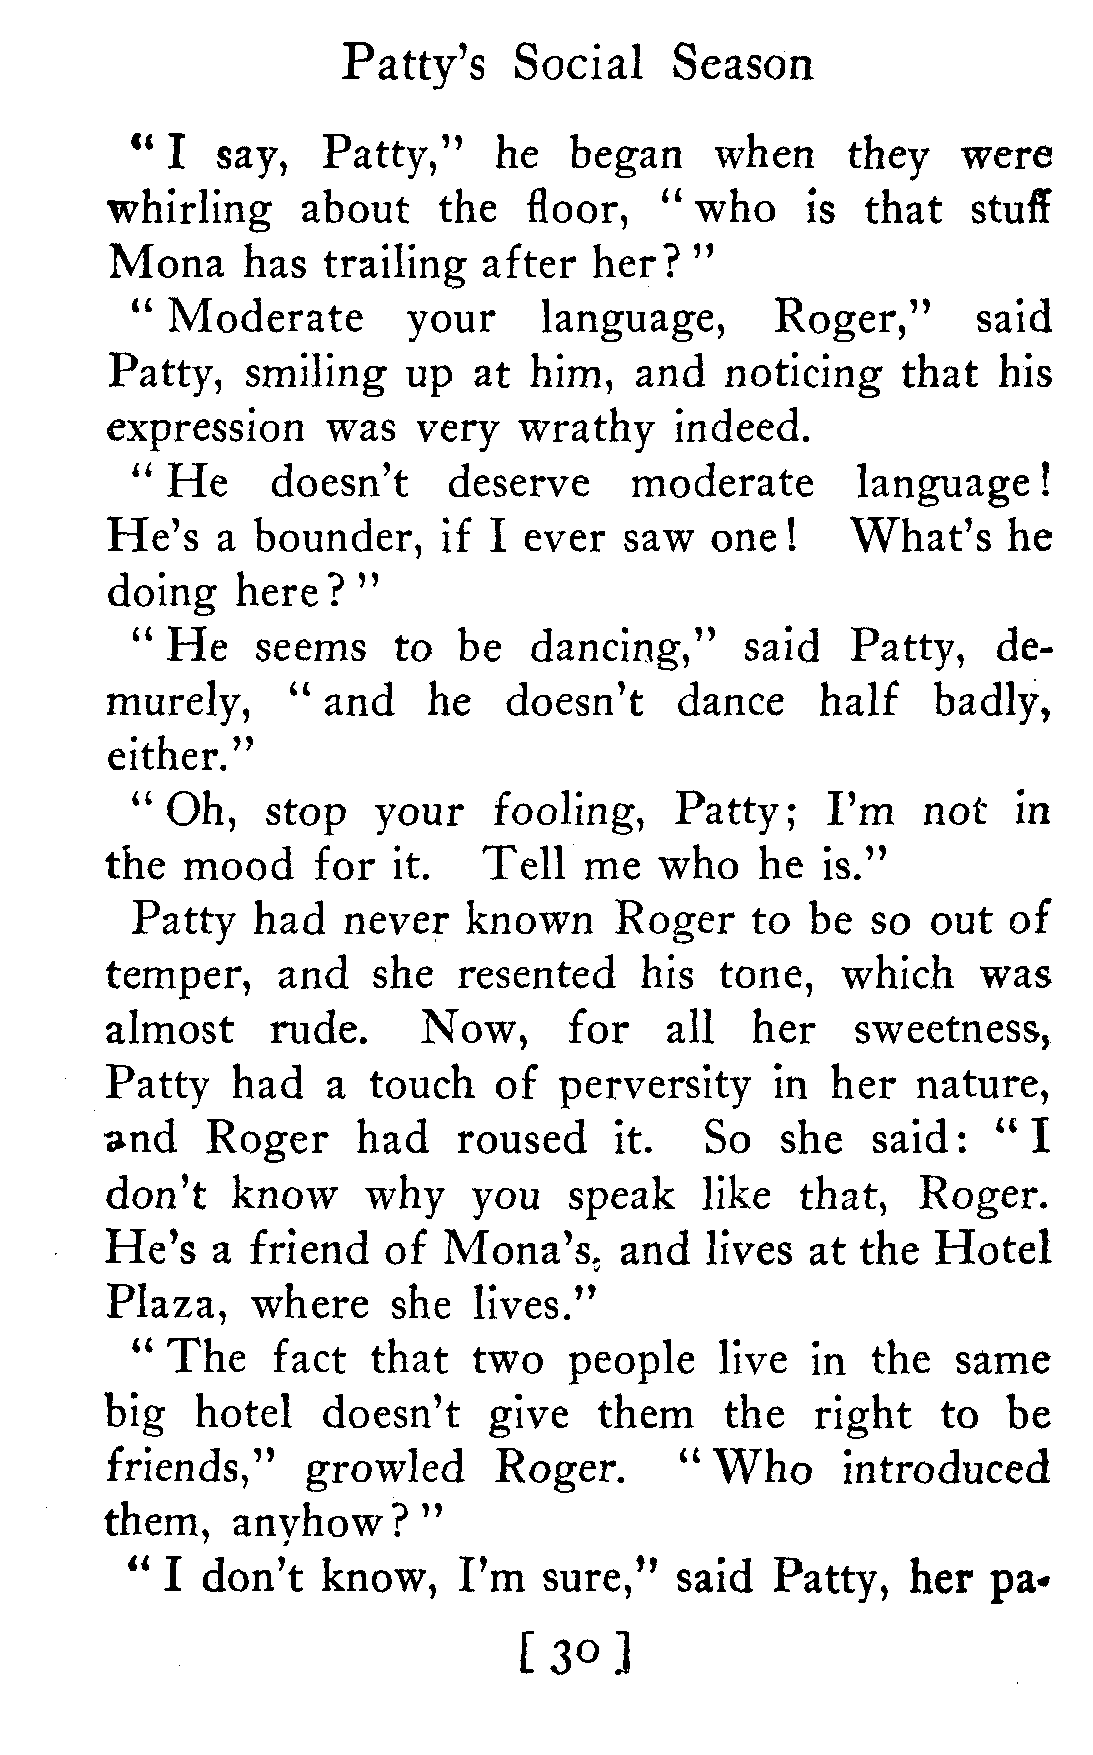 Patty's Social Season
" I say, Patty," he began when they were
whirling about the floor, " who is that stuff
Mona has trailing after her? "
" Moderate your language, Roger," said
Patty, smiling up at him, and noticing that his
expression was very wrathy indeed.
" He doesn't deserve moderate language!
He's a bounder, if I ever saw one! What's he
doing here? "
" He seems to be dancing," said Patty, de-
murely, " and he doesn't dance half badly,
either."
" Oh, stop your fooling, Patty; I'm not in
the mood for it. Tell me who he is."
Patty had never known Roger to be so out of
temper, and she resented his tone, which was
almost rude. Now, for all her sweetness,
Patty had a touch of perversity in her nature,
and Roger had roused it. So she said: " I
don't know why you speak like that, Roger.
He's a friend of Mona's, and lives at the Hotel
Plaza, where she lives."
" The fact that two people live in the same
big hotel doesn't give them the right to be
friends," growled Roger. " Who introduced
them, anyhow? "
" I don't know, I'm sure," said Patty, her pa-
[ 30 ]